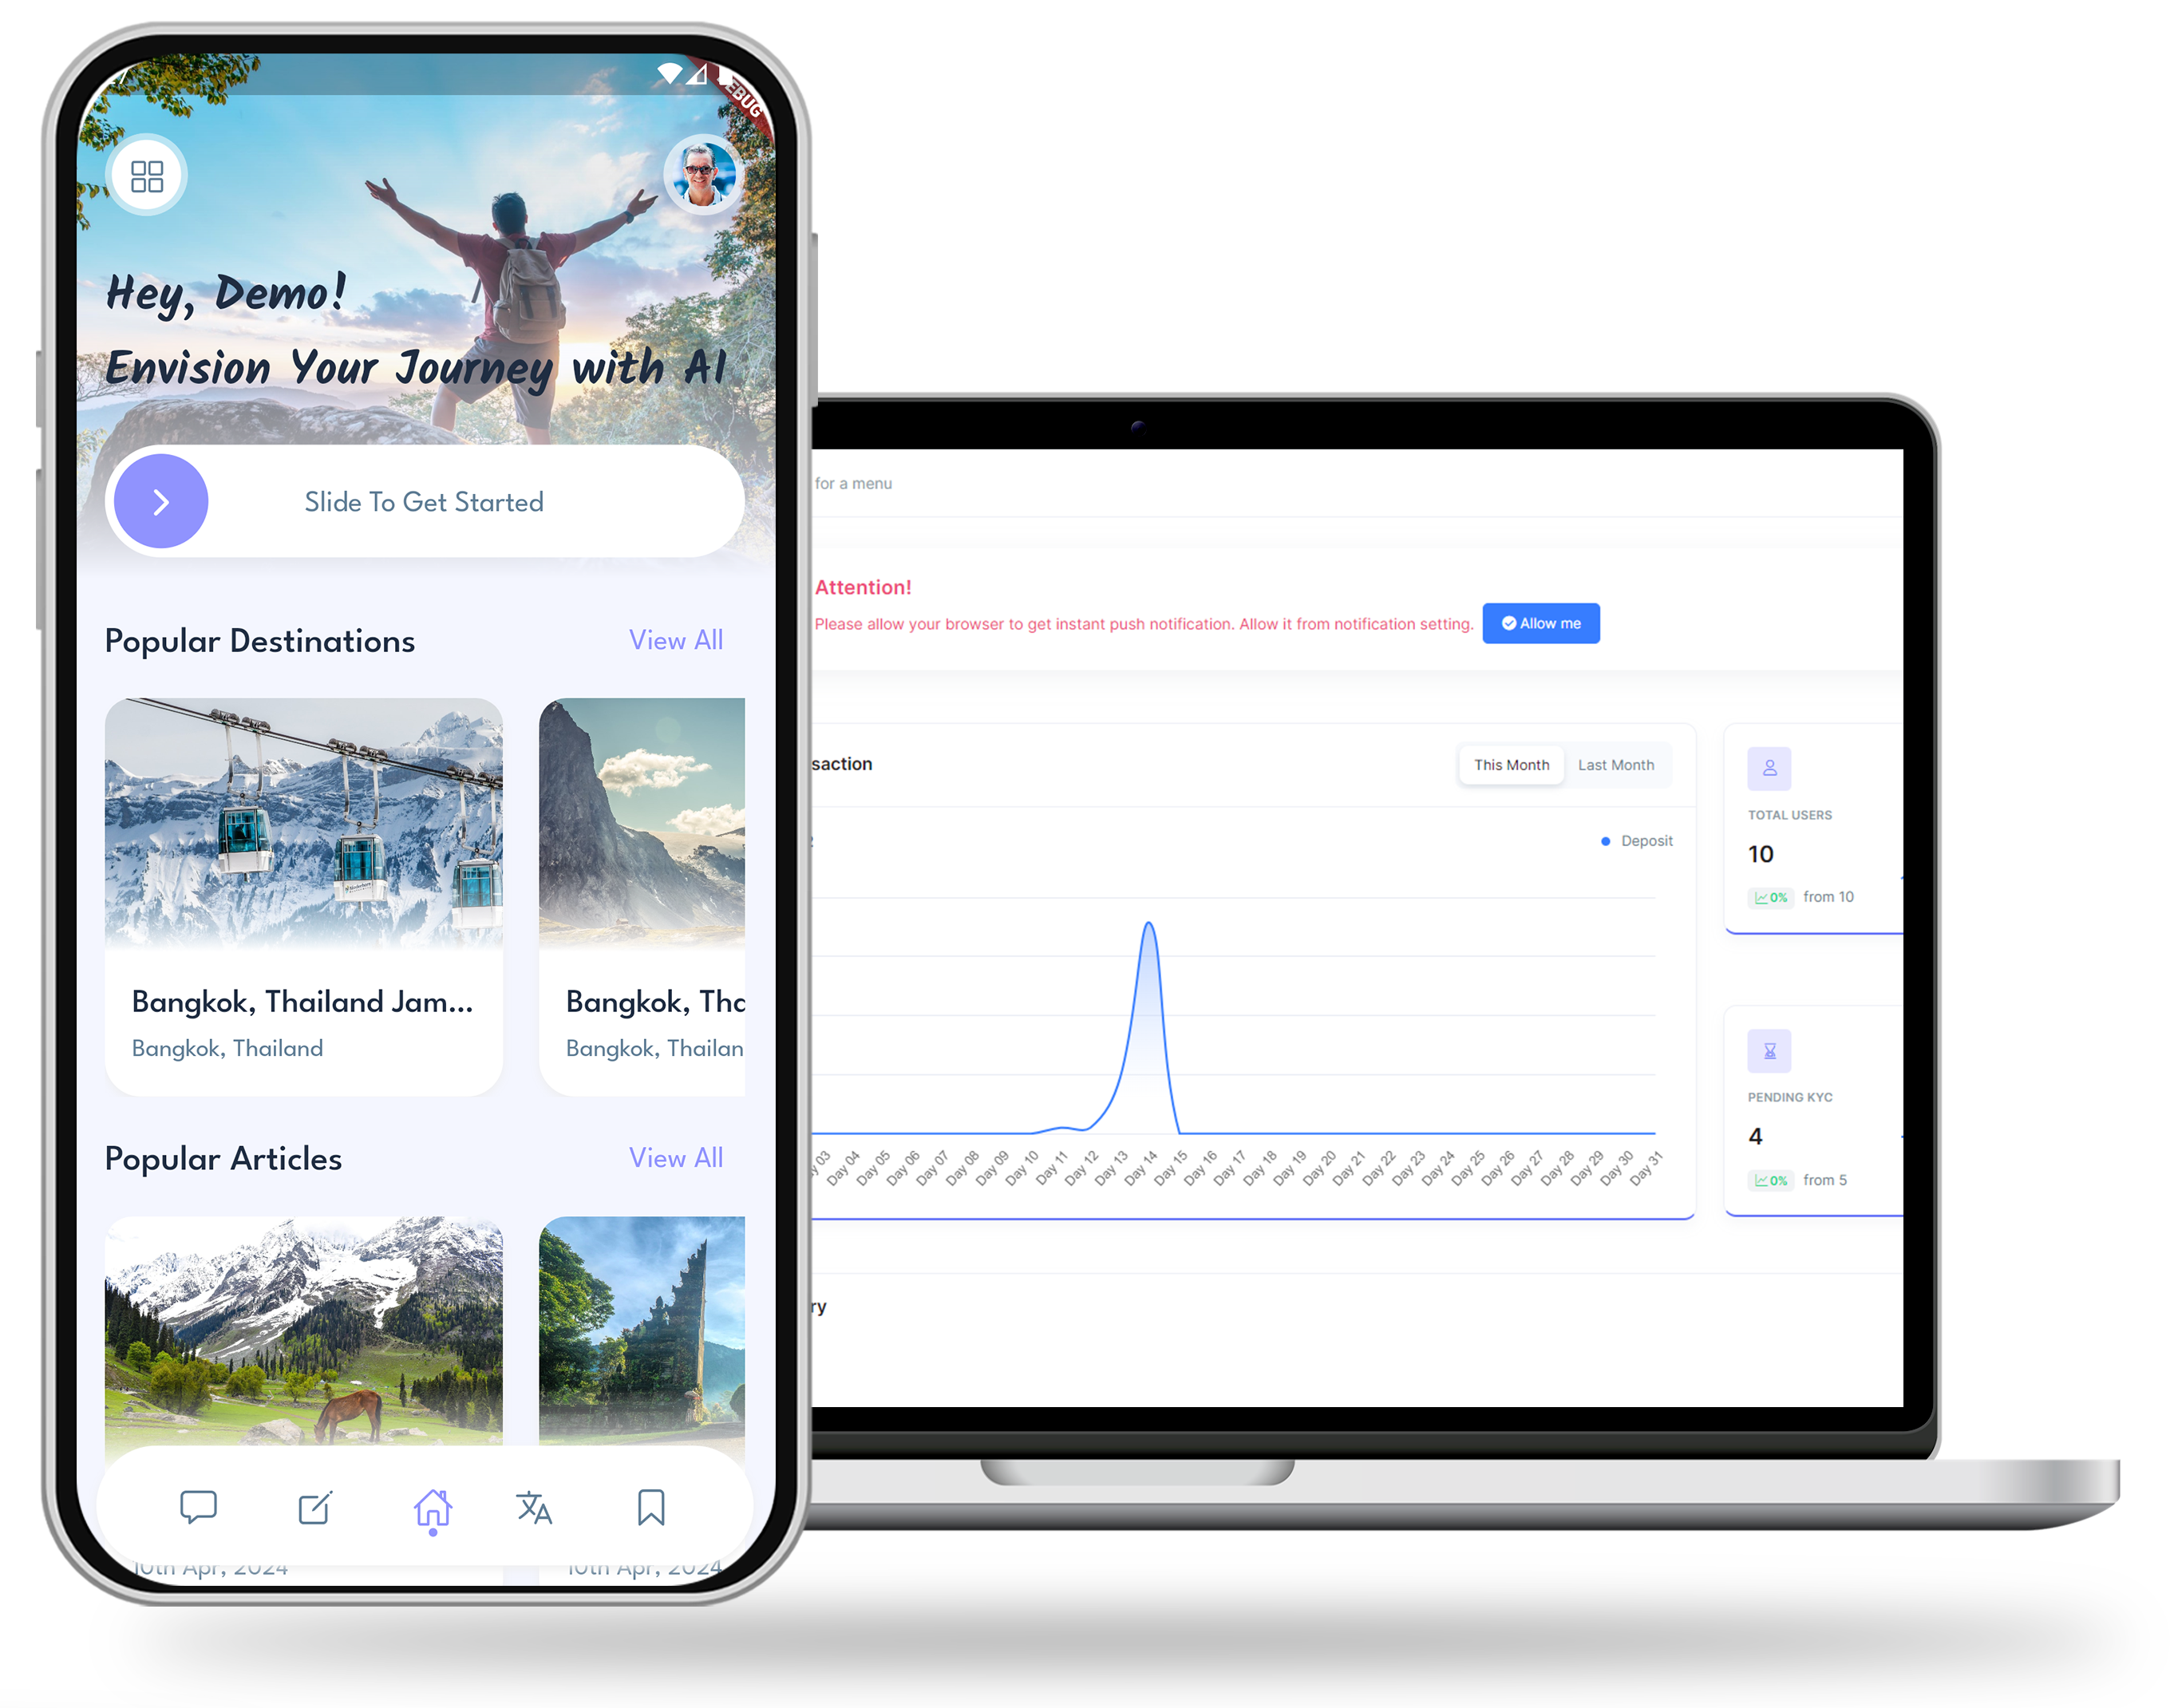 EBUG
Hey, Demo!
Envision Your Journey with AI
Slide To Get Started
Popular Destinations
View All
Bangkok, Thailand Jam...
Bangkok, Thailand
Bangkok, Tha
Bangkok, Thailan
Popular Articles
View All
10th Apr, 2024
10th Apr, 2024
for a menu
Attention!
Please allow your browser to get instant push notification. Allow it from notification setting.
Allow me
saction
This Month
Last Month
Deposit
03
Day 04
Day 05
Day 06
Day 07
Day 08
Day 09
Day 10
Day 11
Day 12
Day 13
Day 14
Day 15
Day 16
Day 17
Day 18
Day 19
Day 20
Day 21
Day 22
Day 23
Day 24
Day 25
Day 26
Day 27
Day 28
Day 29
Day 30
Day 31
TOTAL USERS
10
0% from 10
PENDING KYC
4
0% from 5
ry